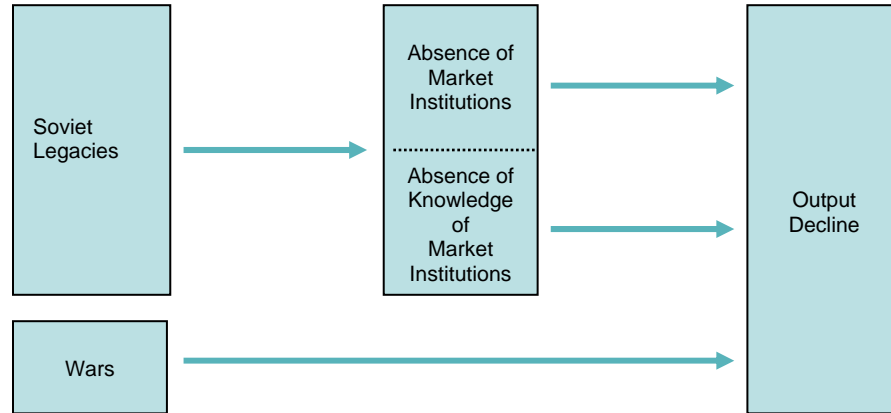 Soviet
Legacies
Absence of
Market
Institutions
Absence of
Knowledge
of
Market
Institutions
Output
Decline
Wars